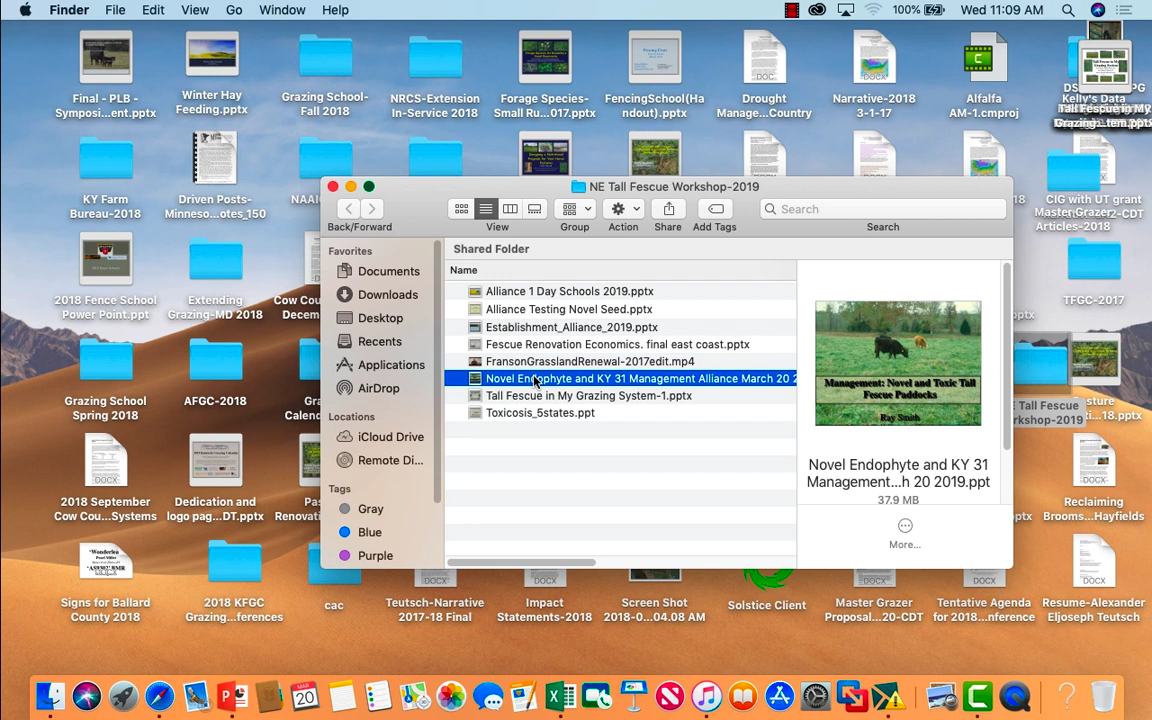 File Edit View Go Window Help
100% Wed 11:09 AM
Final - PLB - Symposi...ent.pptx
Winter Hay Feeding.pptx
Grazing School- Fall 2018
NRCS-Extension In-Service 2018
Forage Species- Small Ru...017.pptx
FencingSchool(Ha ndout).pptx
Drought Manage...Country
Narrative-2018 3-1-17
Alfalfa AM-1.cmproj
Kelly's Data
KY Farm Bureau-2018
Driven Posts- Minneso...otes_150
CIG with UT grant
Master Grazer
Articles-2018
NE Tall Fescue Workshop-2019
Back/Forward View Group Action Share Add Tags Search
Search
Favorites
Documents
Downloads
Desktop
Recents
Applications
AirDrop
Locations
iCloud Drive
Remote Di...
Tags
Gray
Blue
Purple
Shared Folder
Name
Alliance 1 Day Schools 2019.pptx
Alliance Testing Novel Seed.pptx
Establishment_Alliance_2019.pptx
Fescue Renovation Economics. final east coast.pptx
FransonGrasslandRenewal-2017edit.mp4
Novel Endophyte and KY 31 Management Alliance March 20 2
Tall Fescue in My Grazing System-1.pptx
Toxicosis_5states.ppt
Management: Novel and Toxic Tall
Fescue Paddocks
Ray Smith
Novel Endophyte and KY 31
Management...h 20 2019.ppt
37.9 MB
More...
2018 Fence School Power Point.ppt
Extending Grazing-MD 2018
TFGC-2017
Grazing School Spring 2018
AFGC-2018
2018 September Cow Cou...Systems
Dedication and logo pag...DT.pptx
Reclaiming Brooms...Hayfields
Signs for Ballard County 2018
2018 KFGC Grazing...ferences
cac
Teutsch-Narrative 2017-18 Final
Impact Statements-2018
Screen Shot 2018-0...04.08 AM
Solstice Client
Master Grazer Proposal...20-CDT
Tentative Agenda for 2018...nference
Resume-Alexander Eljoseph Teutsch
MAR
20